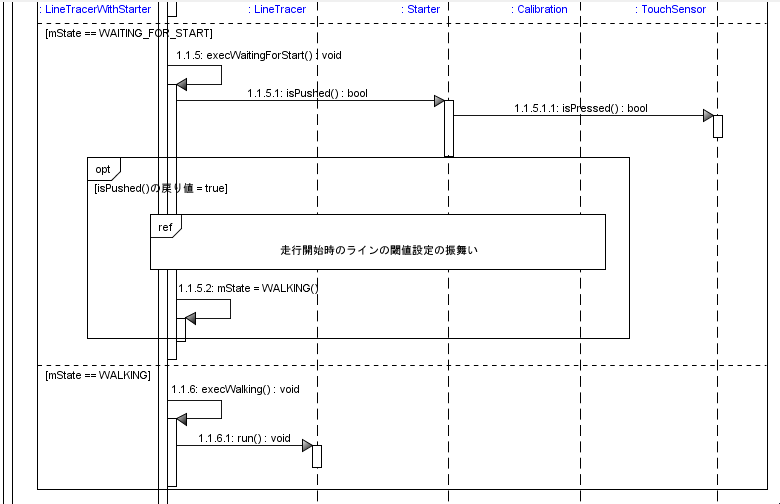 : LineTracerWithStarter : LineTracer : Starter : Calibration : TouchSensor
[mState == WAITING_FOR_START]
1.1.5: execWaitingForStart() : void
1.1.5.1: isPushed() : bool
1.1.5.1.1: isPressed() : bool
opt
[isPushed()の戻り値 = true]
ref
走行開始時のラインの閾値設定の振舞い
1.1.5.2: mState = WALKING()
[mState == WALKING]
1.1.6: execWalking() : void
1.1.6.1: run() : void